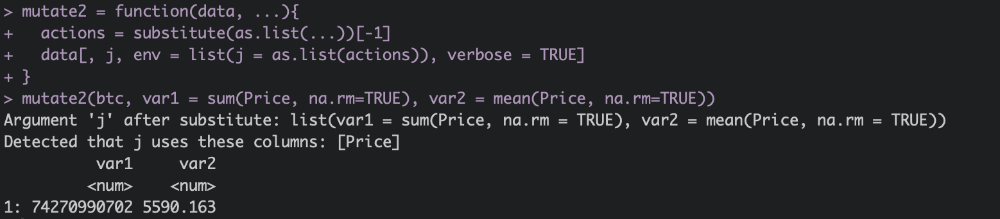 > mutate2 = function(data, ...){
+   actions = substitute(as.list(...))[-1]
+   data[, j, env = list(j = as.list(actions)), verbose = TRUE]
+ }
> mutate2(btc, var1 = sum(Price, na.rm=TRUE), var2 = mean(Price, na.rm=TRUE))
Argument 'j' after substitute: list(var1 = sum(Price, na.rm = TRUE), var2 = mean(Price, na.rm = TRUE))
Detected that j uses these columns: [Price]
          var1     var2
         <num>    <num>
1: 74270990702 5590.163